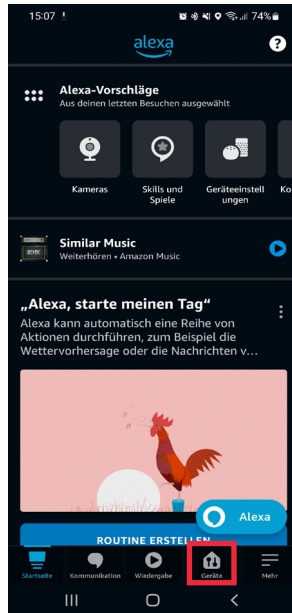 15:07
74%
alexa
?
Alexa-Vorschläge
Aus deinen letzten Besuchen ausgewählt
Kameras
Skills und
Spiele
Geräteeinstell
ungen
Ko
Similar Music
Weiterhören • Amazon Music
„Alexa, starte meinen Tag“
Alexa kann automatisch eine Reihe von
Aktionen durchführen, zum Beispiel die
Wettervorhersage oder die Nachrichten v...
Alexa
ROUTINE ERSTELLEN
Startseite
Kommunikation
Wiedergabe
Geräte
Mehr